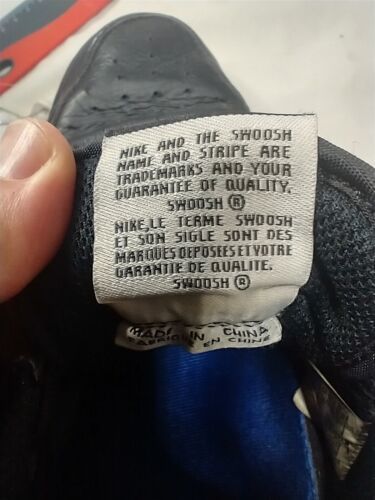 NIKE AND THE SWOOSH
NAME AND STRIPE ARE
TRADEMARKS AND YOUR
GUARANTEE OF QUALITY.
SWOOSH ®
NIKE,LE TERME SWOOSH
ET SON SIGLE SONT DES
MARQUES DEPOSEES ET VOTRE
GARANTIE DE QUALITE.
SWOOSH ®
MADE IN CHINA
FABRIQUE EN CHINE